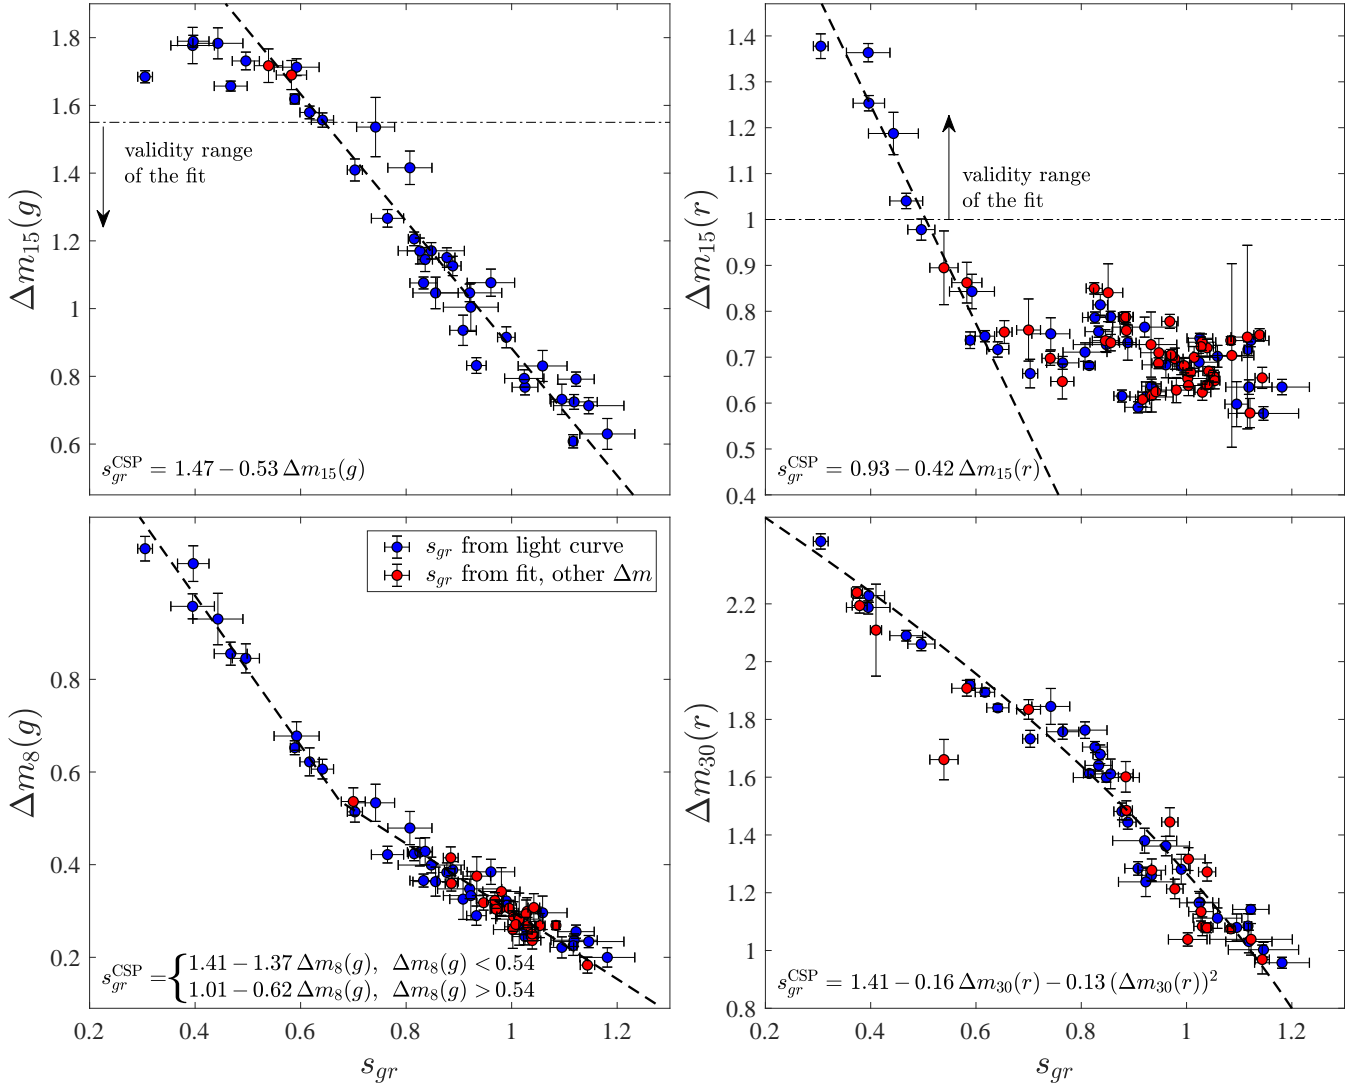 1.8
1.6
1.4
1.2
1
0.8
0.6
Δm₁₅(g)
validity range
of the fit
s_gr^CSP = 1.47 − 0.53 Δm₁₅(g)
1.4
1.3
1.2
1.1
1
0.9
0.8
0.7
0.6
0.5
0.4
Δm₁₅(r)
validity range
of the fit
s_gr^CSP = 0.93 − 0.42 Δm₁₅(r)
0.8
0.6
0.4
0.2
Δm₈(g)
s_gr from light curve
s_gr from fit, other Δm
s_gr^CSP = { 1.41 − 1.37 Δm₈(g), Δm₈(g) < 0.54
1.01 − 0.62 Δm₈(g), Δm₈(g) > 0.54
0.2 0.4 0.6 0.8 1 1.2
s_gr
2.2
2
1.8
1.6
1.4
1.2
1
0.8
Δm₃₀(r)
s_gr^CSP = 1.41 − 0.16 Δm₃₀(r) − 0.13 (Δm₃₀(r))²
0.2 0.4 0.6 0.8 1 1.2
s_gr